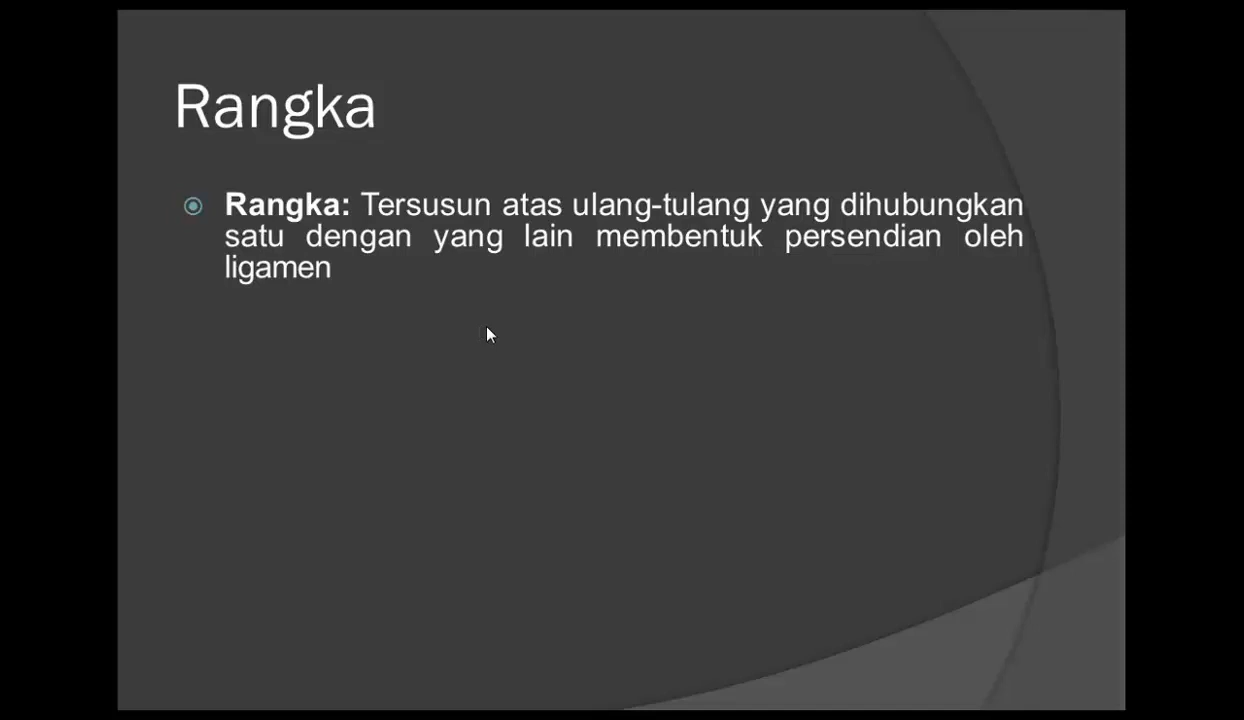 Rangka
Rangka: Tersusun atas ulang-tulang yang dihubungkan
satu dengan yang lain membentuk persendian oleh
ligamen